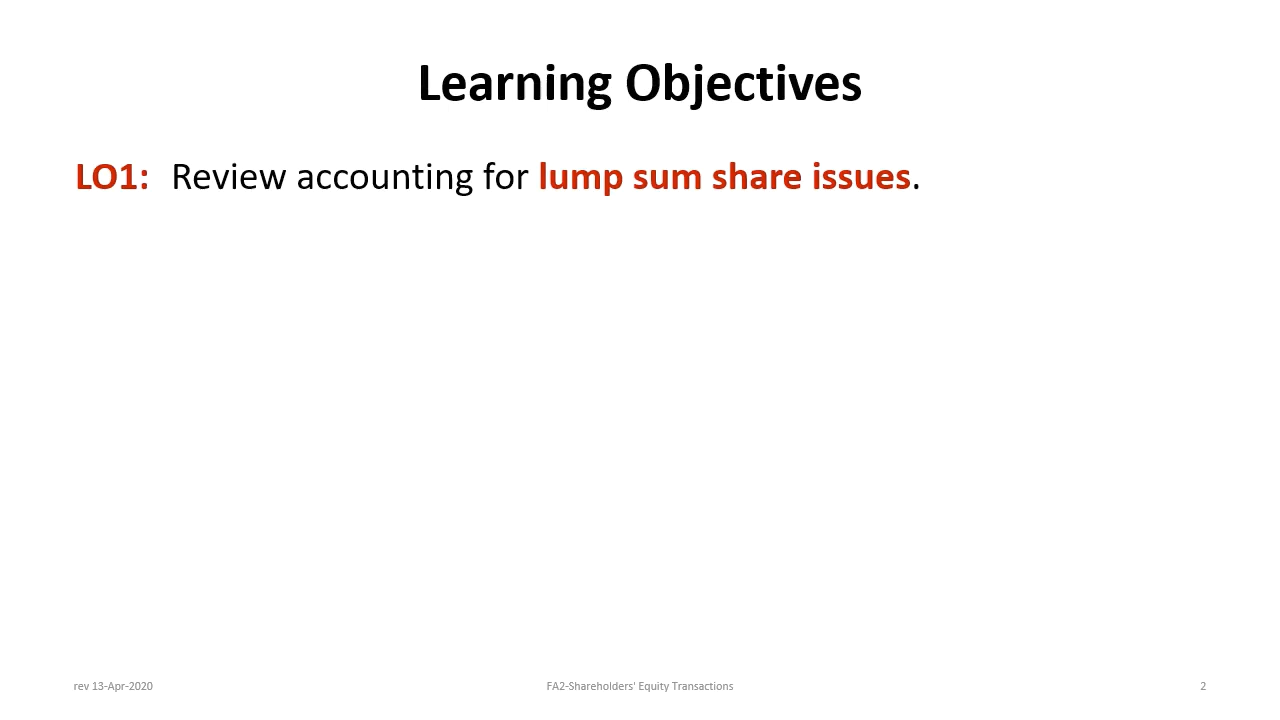 Learning Objectives
LO1: Review accounting for lump sum share issues.
rev 13-Apr-2020 FA2-Shareholders' Equity Transactions 2